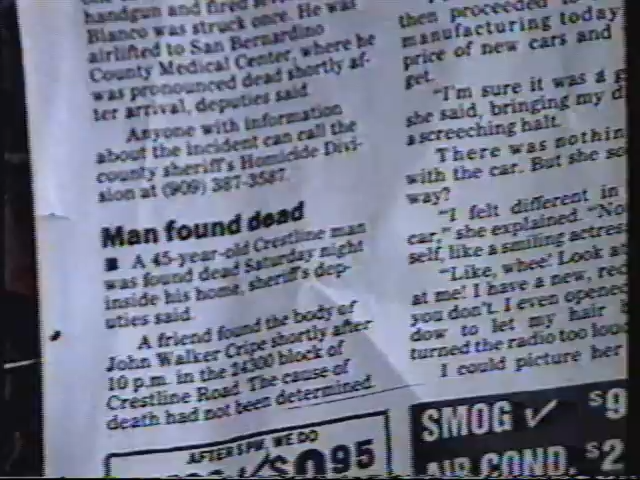 handgun and fired
Blanco was struck once. He was
airlifted to San Bernardino
County Medical Center, where he
was pronounced dead shortly af-
ter arrival, deputies said.
Anyone with information
about the incident can call the
county sheriff's Homicide Divi-
sion at (909) 387-3587.
Man found dead
■ A 45-year-old Crestline man
was found dead Saturday night
inside his home, sheriff's dep-
uties said.
A friend found the body of
John Walker Cripe shortly after
10 p.m. in the 24300 block of
Crestline Road. The cause of
death had not been determined.
AFTER 5 P.M. WE DO
95
then proceeded
manufacturing today
price of new cars and
get.
"I'm sure it was a
she said, bringing my
a screeching halt.
There was
with the car. But she
way?
"I felt different in
car," she explained. "No
self, like a smiling
"Like, whee! Look
at me! I have a new,
you don't. I even opened
dow to let my hair
turned the radio too
I could picture her
SMOG ✓ $9
AIR COND. $2